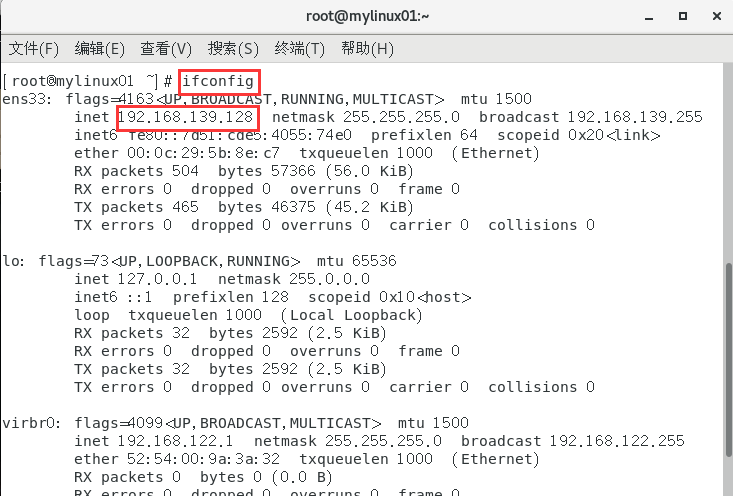 root@mylinux01:~
文件(F) 编辑(E) 查看(V) 搜索(S) 终端(T) 帮助(H)
[root@mylinux01 ~]# ifconfig
ens33: flags=4163<UP,BROADCAST,RUNNING,MULTICAST>  mtu 1500
        inet 192.168.139.128  netmask 255.255.255.0  broadcast 192.168.139.255
        inet6 fe80::7d51:cde5:4055:74e0  prefixlen 64  scopeid 0x20<link>
        ether 00:0c:29:5b:8e:c7  txqueuelen 1000  (Ethernet)
        RX packets 504  bytes 57366 (56.0 KiB)
        RX errors 0  dropped 0  overruns 0  frame 0
        TX packets 465  bytes 46375 (45.2 KiB)
        TX errors 0  dropped 0 overruns 0  carrier 0  collisions 0
lo: flags=73<UP,LOOPBACK,RUNNING>  mtu 65536
        inet 127.0.0.1  netmask 255.0.0.0
        inet6 ::1  prefixlen 128  scopeid 0x10<host>
        loop  txqueuelen 1000  (Local Loopback)
        RX packets 32  bytes 2592 (2.5 KiB)
        RX errors 0  dropped 0  overruns 0  frame 0
        TX packets 32  bytes 2592 (2.5 KiB)
        TX errors 0  dropped 0 overruns 0  carrier 0  collisions 0
virbr0: flags=4099<UP,BROADCAST,MULTICAST>  mtu 1500
        inet 192.168.122.1  netmask 255.255.255.0  broadcast 192.168.122.255
        ether 52:54:00:9a:3a:32  txqueuelen 1000  (Ethernet)
        RX packets 0  bytes 0 (0.0 B)
        RX errors 0  dropped 0  overruns 0  frame 0